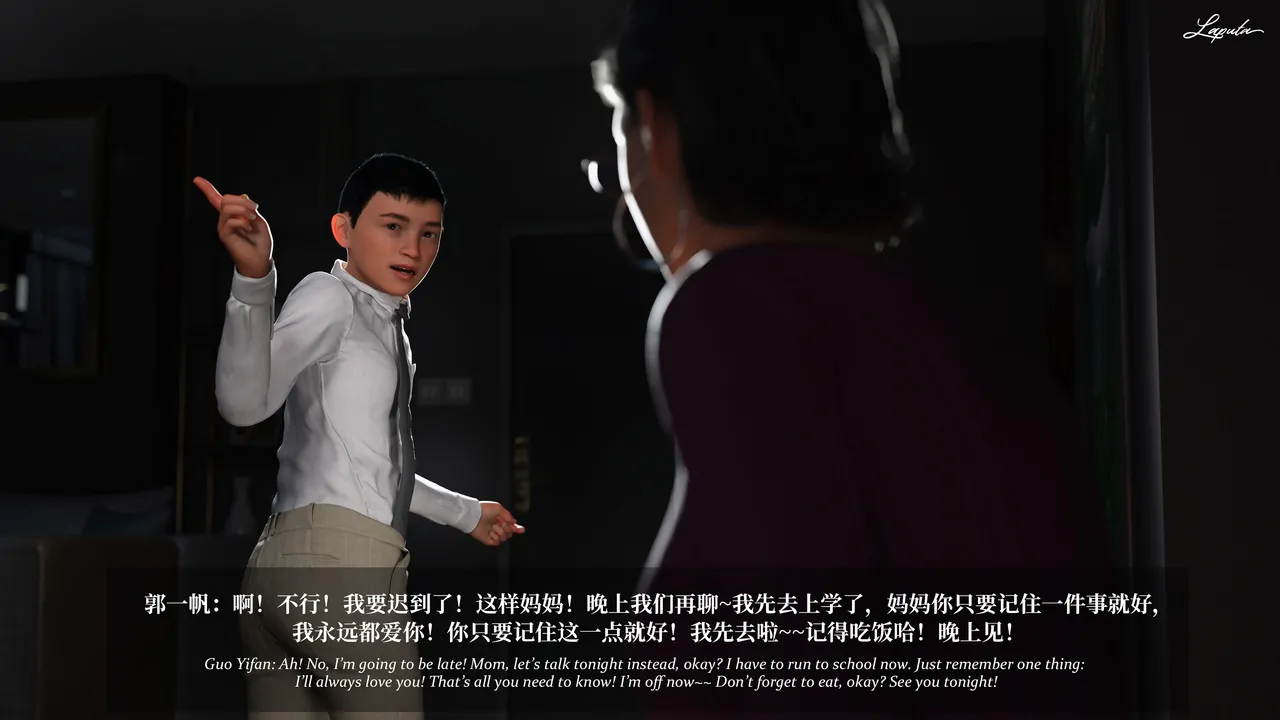 Laputa
郭一帆：啊！不行！我要迟到了！这样妈妈！晚上我们再聊~我先去上学了，妈妈你只要记住一件事就好，
我永远都爱你！你只要记住这一点就好！我先去啦~~记得吃饭哈！晚上见！
Guo Yifan: Ah! No, I'm going to be late! Mom, let's talk tonight instead, okay? I have to run to school now. Just remember one thing:
I'll always love you! That's all you need to know! I'm off now~~ Don't forget to eat, okay? See you tonight!